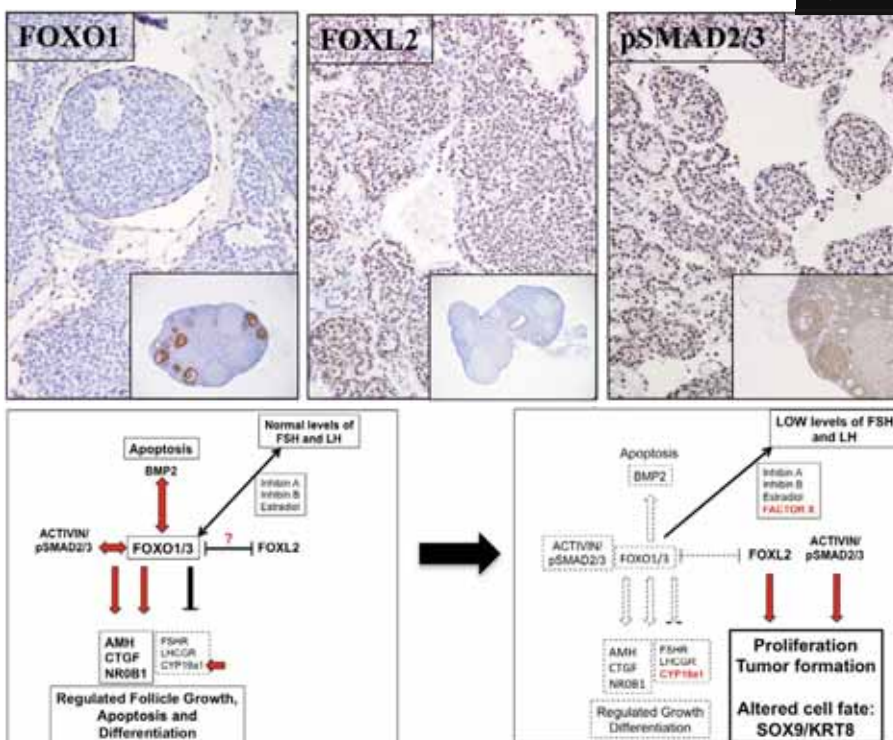 FOXO1
FOXL2
pSMAD2/3
Normal levels of
FSH and LH
Apoptosis
BMP2
Inhibin A
Inhibin B
Estradiol
ACTIVIN/
pSMAD2/3
FOXO1/3
?
FOXL2
AMH
CTGF
NR0B1
FSHR
LHCGR
CYP19a1
Regulated Follicle Growth,
Apoptosis and
Differentiation
LOW levels of FSH
and LH
Apoptosis
BMP2
Inhibin A
Inhibin B
Estradiol
FACTOR X
ACTIVIN/
pSMAD2/3
FOXO1/3
FOXL2
ACTIVIN/
pSMAD2/3
AMH
CTGF
NR0B1
FSHR
LHCGR
CYP19a1
Regulated Growth
Differentiation
Proliferation
Tumor formation
Altered cell fate:
SOX9/KRT8